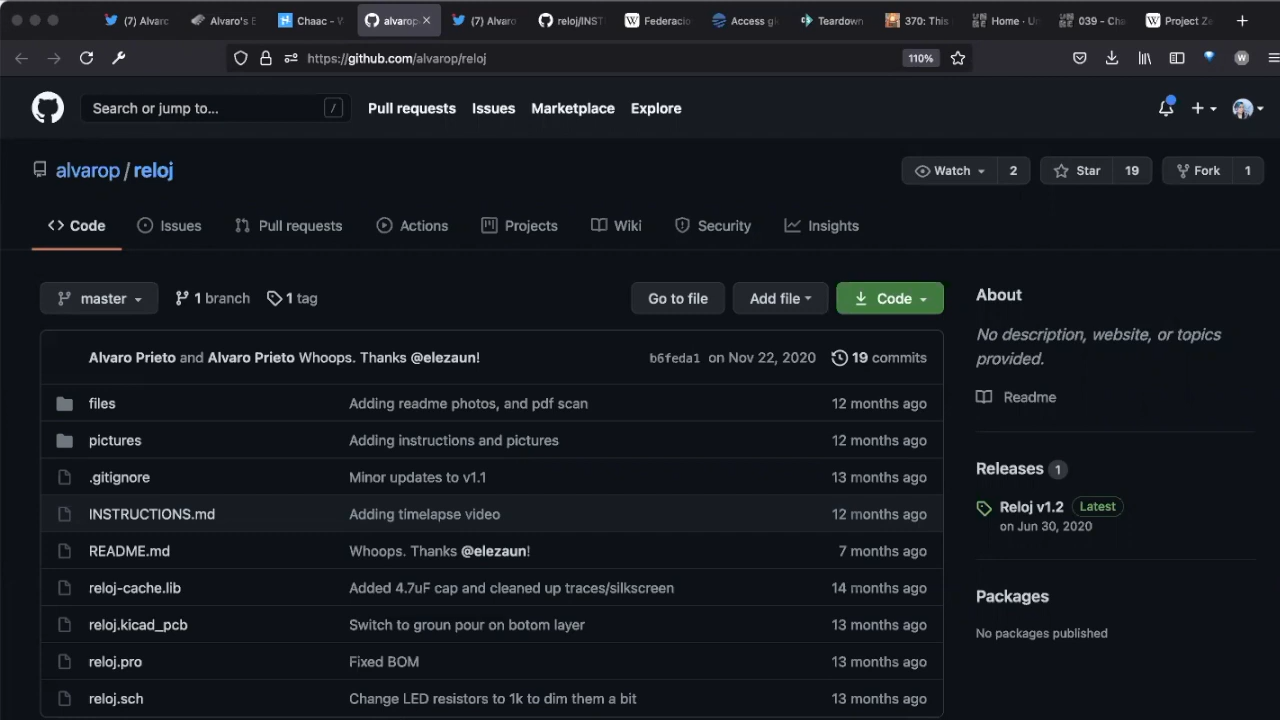 (7) Alvaro
Alvaro's E
Chaac - W
alvarop
(7) Alvaro
reloj/INST
Federacio
Access gl
Teardown
370: This
Home · Un
039 - Cha
Project Ze
https://github.com/alvarop/reloj
110%
Search or jump to...
/
Pull requests
Issues
Marketplace
Explore
alvarop / reloj
Watch 2
Star 19
Fork 1
Code
Issues
Pull requests
Actions
Projects
Wiki
Security
Insights
master
1 branch
1 tag
Go to file
Add file
Code
About
No description, website, or topics
provided.
Readme
Alvaro Prieto and Alvaro Prieto Whoops. Thanks @elezaun! b6feda1 on Nov 22, 2020 19 commits
files Adding readme photos, and pdf scan 12 months ago
pictures Adding instructions and pictures 12 months ago
.gitignore Minor updates to v1.1 13 months ago
INSTRUCTIONS.md Adding timelapse video 12 months ago
README.md Whoops. Thanks @elezaun! 7 months ago
reloj-cache.lib Added 4.7uF cap and cleaned up traces/silkscreen 14 months ago
reloj.kicad_pcb Switch to groun pour on botom layer 13 months ago
reloj.pro Fixed BOM 13 months ago
reloj.sch Change LED resistors to 1k to dim them a bit 13 months ago
Releases 1
Reloj v1.2 Latest
on Jun 30, 2020
Packages
No packages published